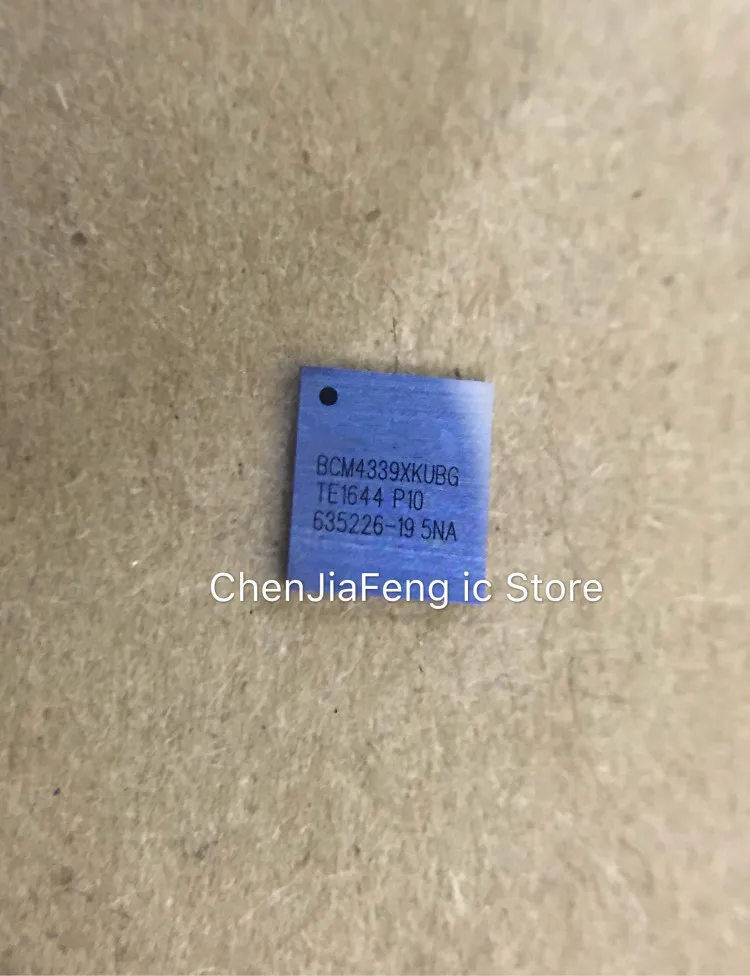 BCM4339XKUBG
TE1644 P10
635226-19 5NA
ChenJiaFeng ic Store